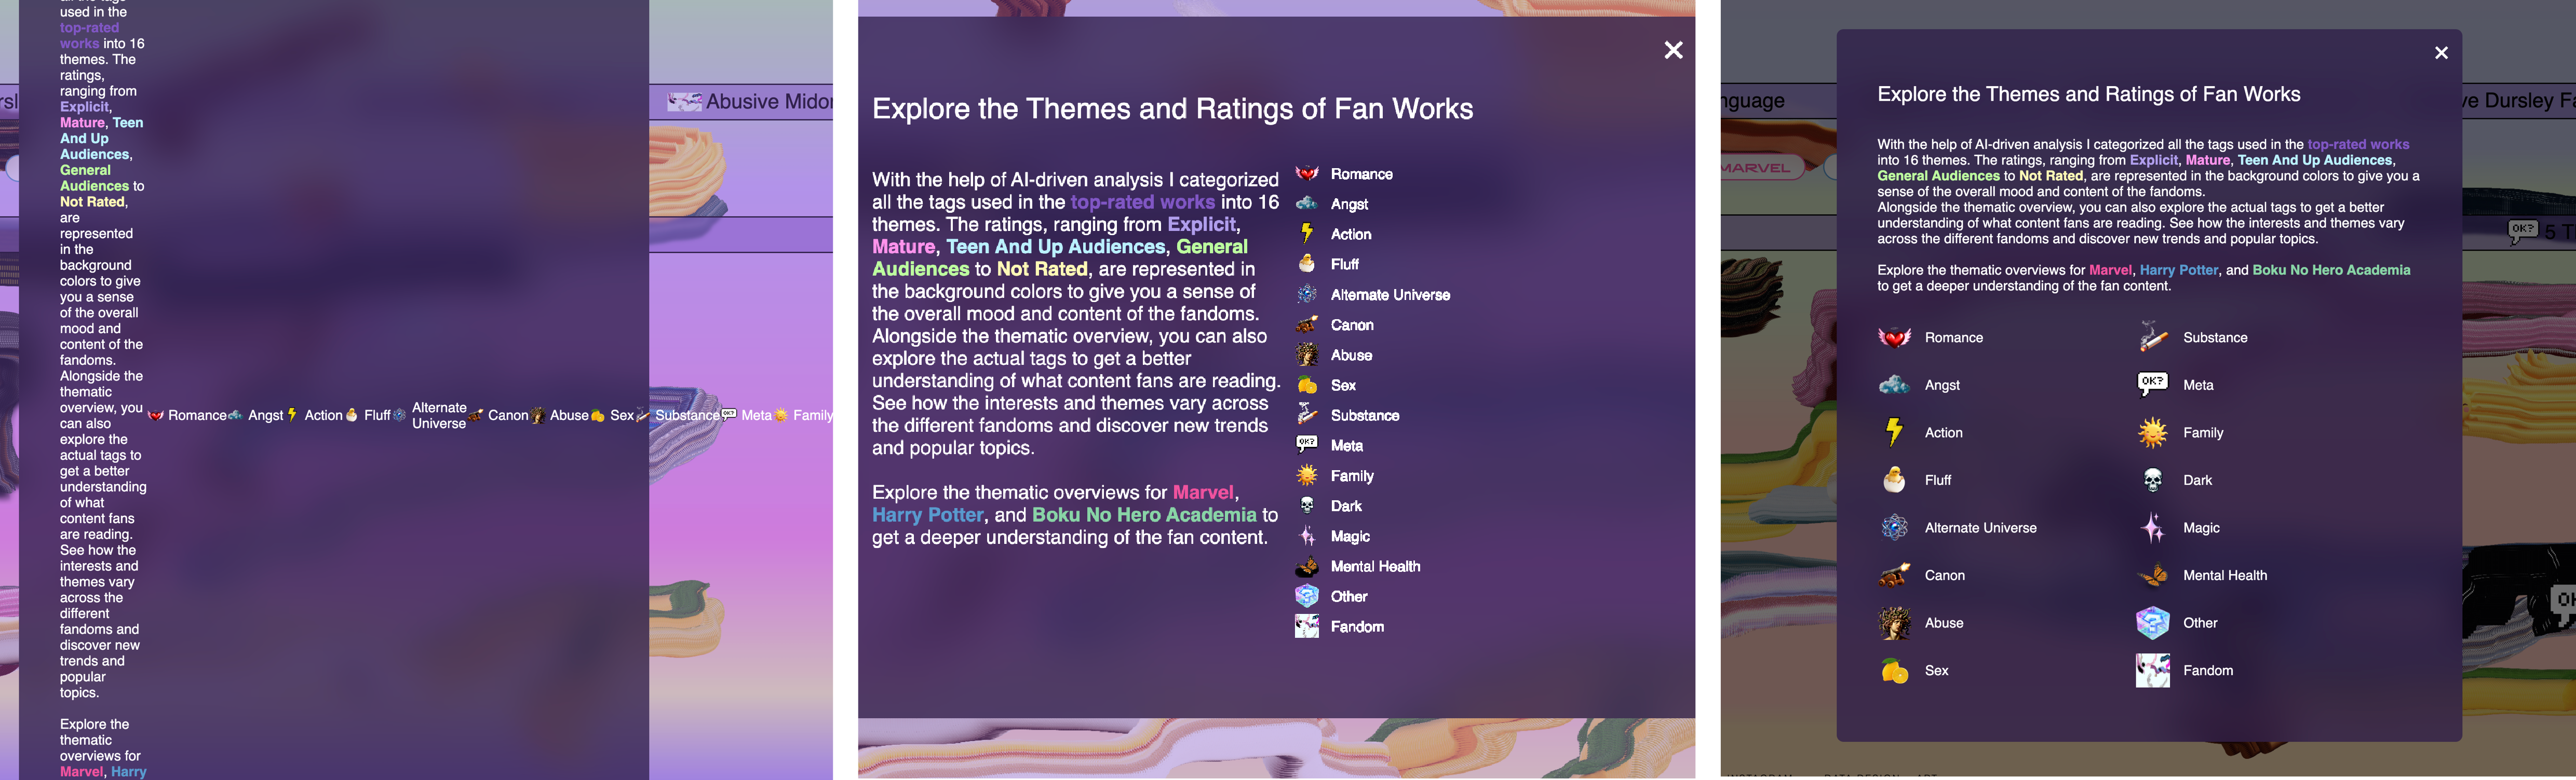 used in the
top-rated
works into 16
themes. The
ratings,
ranging from
Explicit,
Mature, Teen
And Up
Audiences,
General
Audiences to
Not Rated,
are
represented
in the
background
colors to give
you a sense
of the overall
mood and
content of the
fandoms.
Alongside the
thematic
overview, you
can also
explore the
actual tags to
get a better
understanding
of what
content fans
are reading.
See how the
interests and
themes vary
across the
different
fandoms and
discover new
trends and
popular
topics.
Explore the
thematic
overviews for
Marvel, Harry
Romance Angst Action Fluff Alternate Universe Canon Abuse Sex Substance OK? Meta Family
Abusive
Explore the Themes and Ratings of Fan Works
With the help of AI-driven analysis I categorized
all the tags used in the top-rated works into 16
themes. The ratings, ranging from Explicit,
Mature, Teen And Up Audiences, General
Audiences to Not Rated, are represented in
the background colors to give you a sense of
the overall mood and content of the fandoms.
Alongside the thematic overview, you can also
explore the actual tags to get a better
understanding of what content fans are reading.
See how the interests and themes vary across
the different fandoms and discover new trends
and popular topics.
Explore the thematic overviews for Marvel,
Harry Potter, and Boku No Hero Academia to
get a deeper understanding of the fan content.
Romance
Angst
Action
Fluff
Alternate Universe
Canon
Abuse
Sex
Substance
OK? Meta
Family
Dark
Magic
Mental Health
Other
Fandom
MARVEL
Explore the Themes and Ratings of Fan Works
With the help of AI-driven analysis I categorized all the tags used in the top-rated works
into 16 themes. The ratings, ranging from Explicit, Mature, Teen And Up Audiences,
General Audiences to Not Rated, are represented in the background colors to give you a
sense of the overall mood and content of the fandoms.
Alongside the thematic overview, you can also explore the actual tags to get a better
understanding of what content fans are reading. See how the interests and themes vary
across the different fandoms and discover new trends and popular topics.
Explore the thematic overviews for Marvel, Harry Potter, and Boku No Hero Academia
to get a deeper understanding of the fan content.
Romance
Angst
Action
Fluff
Alternate Universe
Canon
Abuse
Sex
Substance
OK? Meta
Family
Dark
Magic
Mental Health
Other
Fandom
Dursley
OK? 5